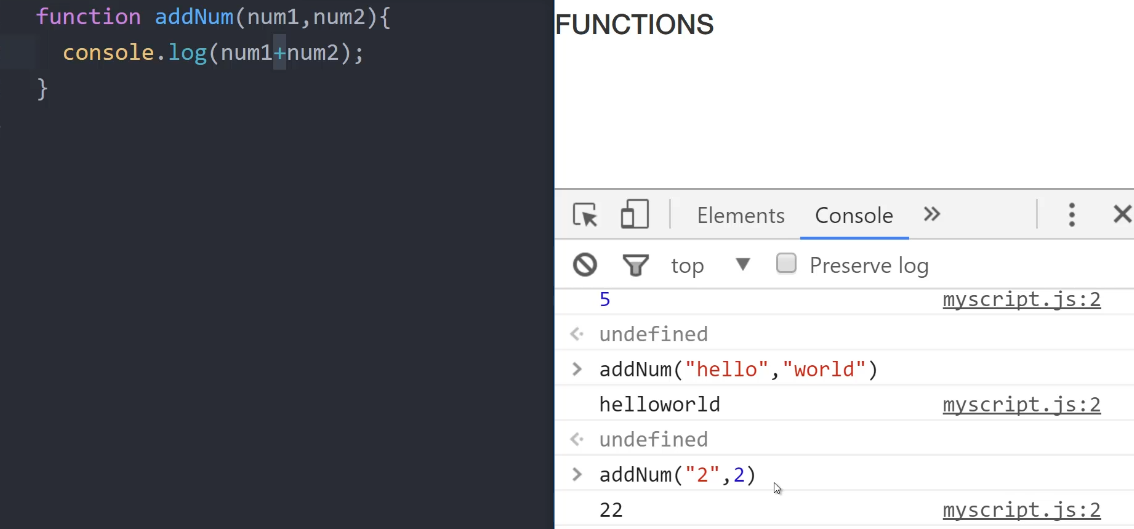 function addNum(num1,num2){
console.log(num1+num2);
}
FUNCTIONS
Elements Console »
top ▼ Preserve log
5 myscript.js:2
undefined
> addNum("hello","world")
helloworld myscript.js:2
undefined
> addNum("2",2)
22 myscript.js:2